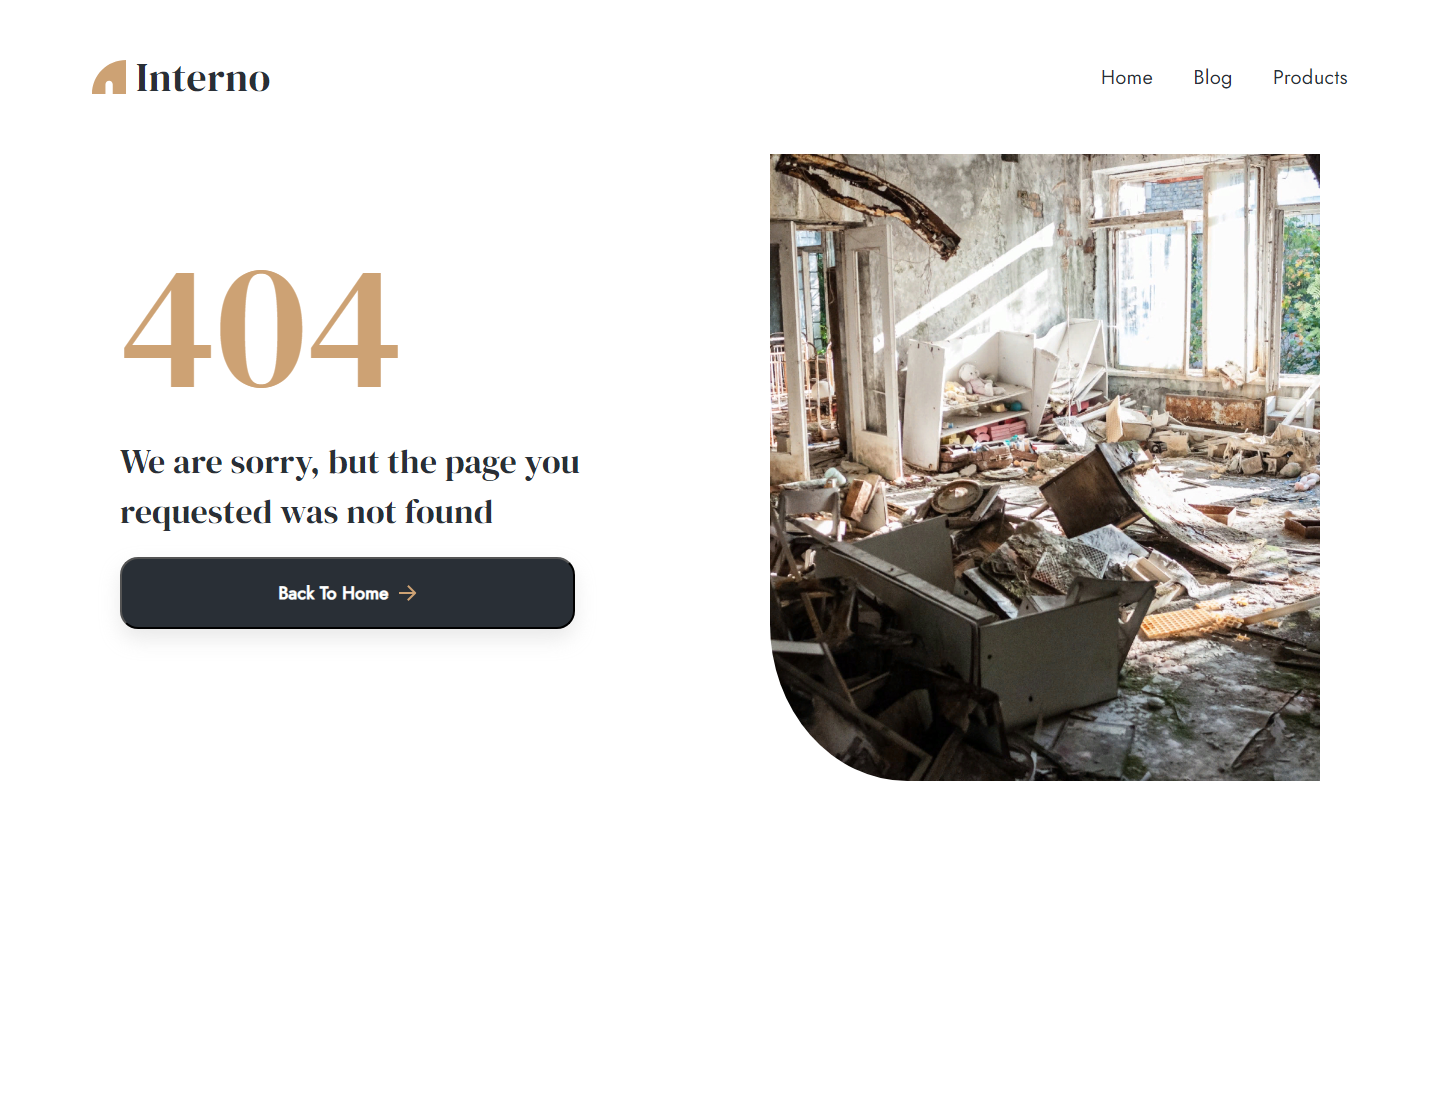 Interno
Home Blog Products
404
We are sorry, but the page you
requested was not found
Back To Home